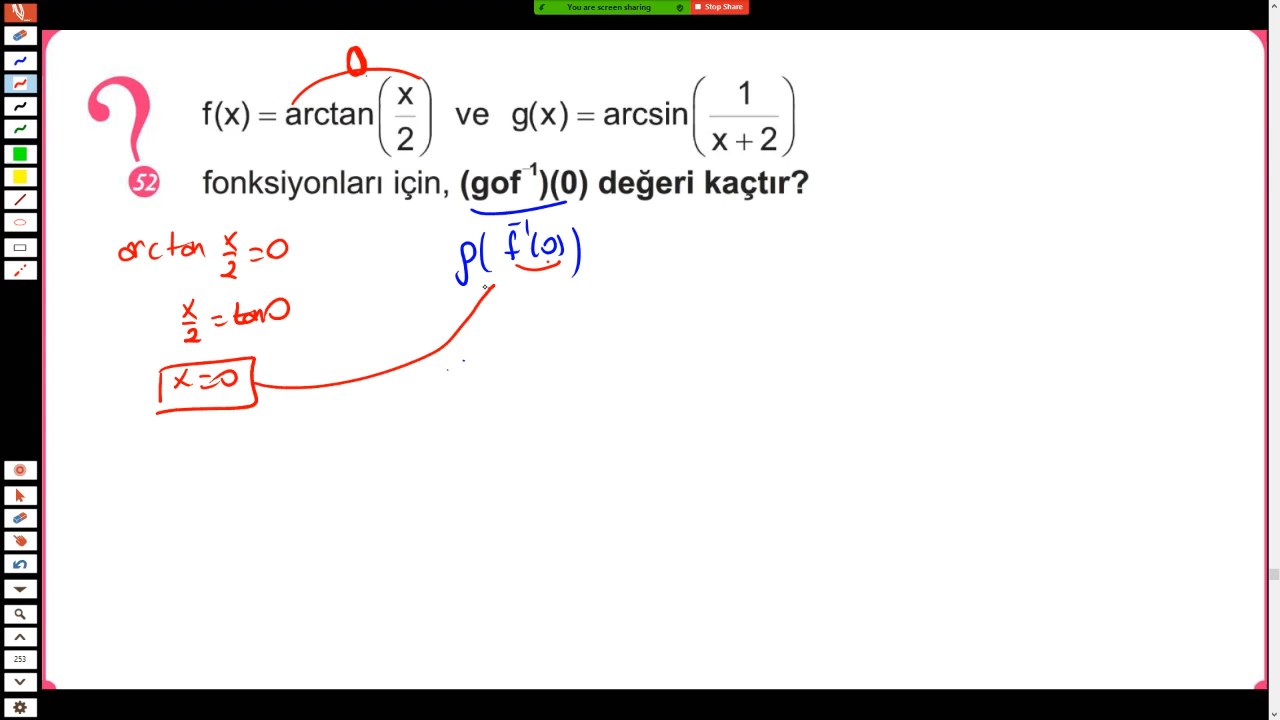 You are screen sharing Stop Share
0
f(x) = arctan(x/2) ve g(x) = arcsin(1/(x + 2))
52 fonksiyonları için, (gof⁻¹)(0) değeri kaçtır?
arctan x/2 = 0
g( f⁻¹(0) )
x/2 = tan0
x = 0
253